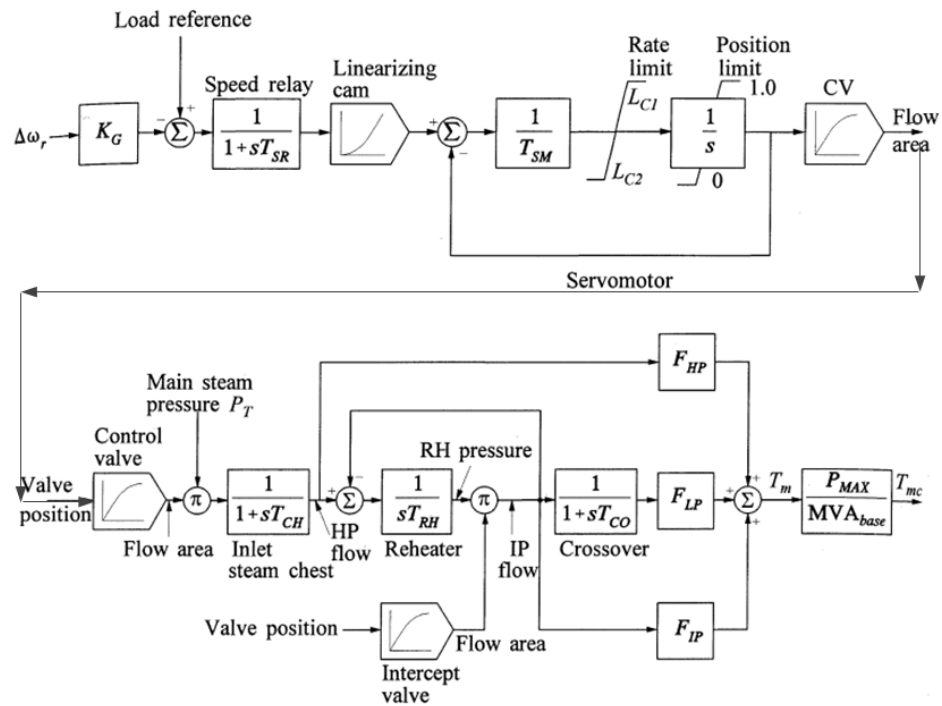 Load reference
Δω_r
K_G
−
+
Σ
Speed relay
1
1+sT_SR
Linearizing
cam
+
Σ
−
1
T_SM
Rate
limit
L_C1
L_C2
Position
limit
1.0
1
s
0
CV
Flow
area
Servomotor
Main steam
pressure P_T
Control
valve
Valve
position
Flow area
π
1
1+sT_CH
Inlet
steam chest
HP
flow
+
−
Σ
1
sT_RH
Reheater
RH pressure
π
IP
flow
1
1+sT_CO
Crossover
F_HP
F_LP
F_IP
+
+
Σ
+
T_m
P_MAX
MVA_base
T_mc
Valve position
Flow area
Intercept
valve